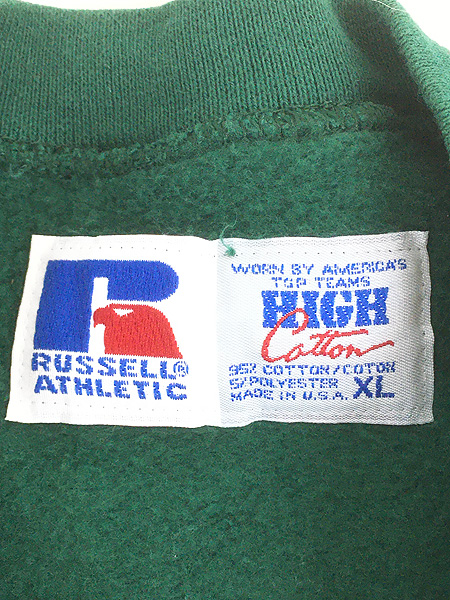 R
RUSSELL®
ATHLETIC
WORN BY AMERICA'S
TOP TEAMS
HIGH
Cotton
95% COTTON/COTON
5% POLYESTER
MADE IN U.S.A. XL